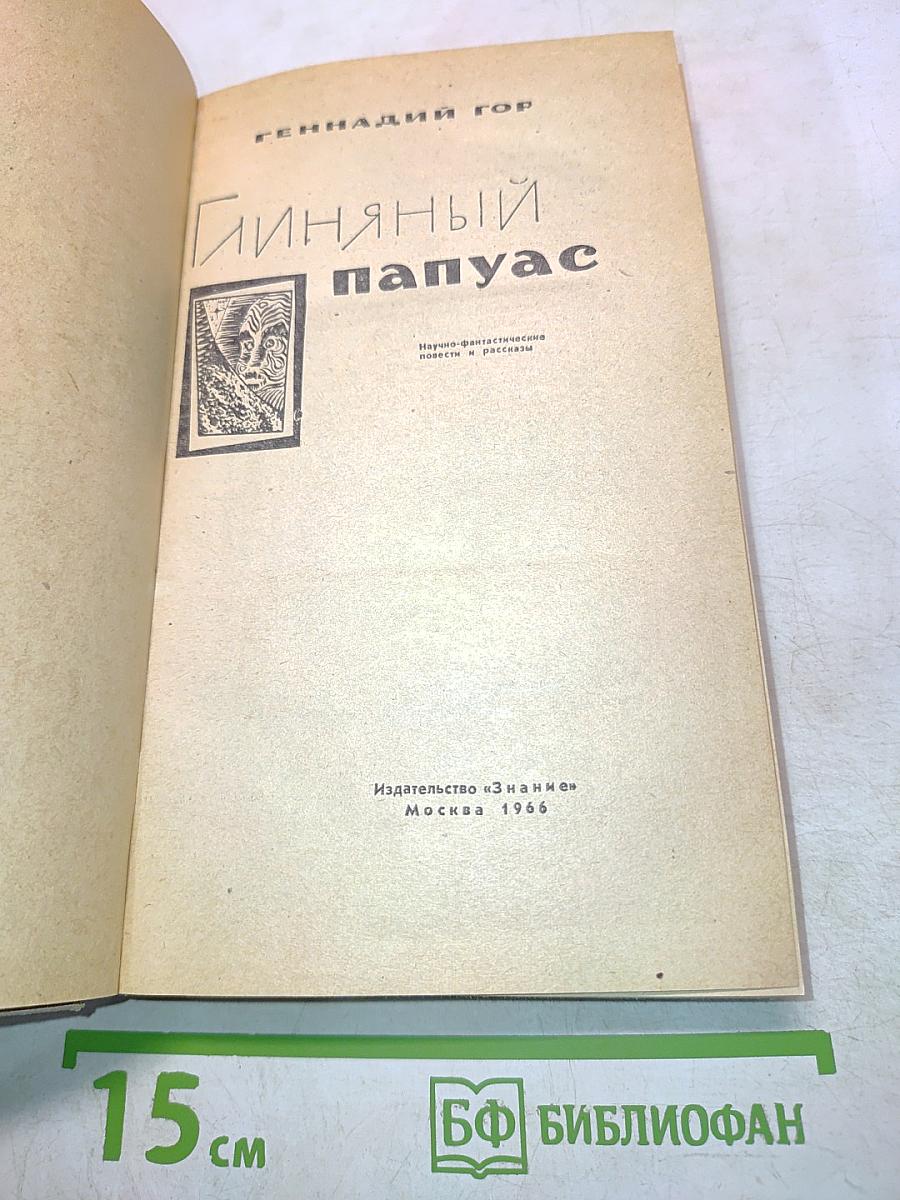 ГЕННАДИЙ ГОР
Глиняный
папуас
Научно-фантастические
повести и рассказы
Издательство «Знание»
Москва 1966
15 см
БФ БИБЛИОФАН